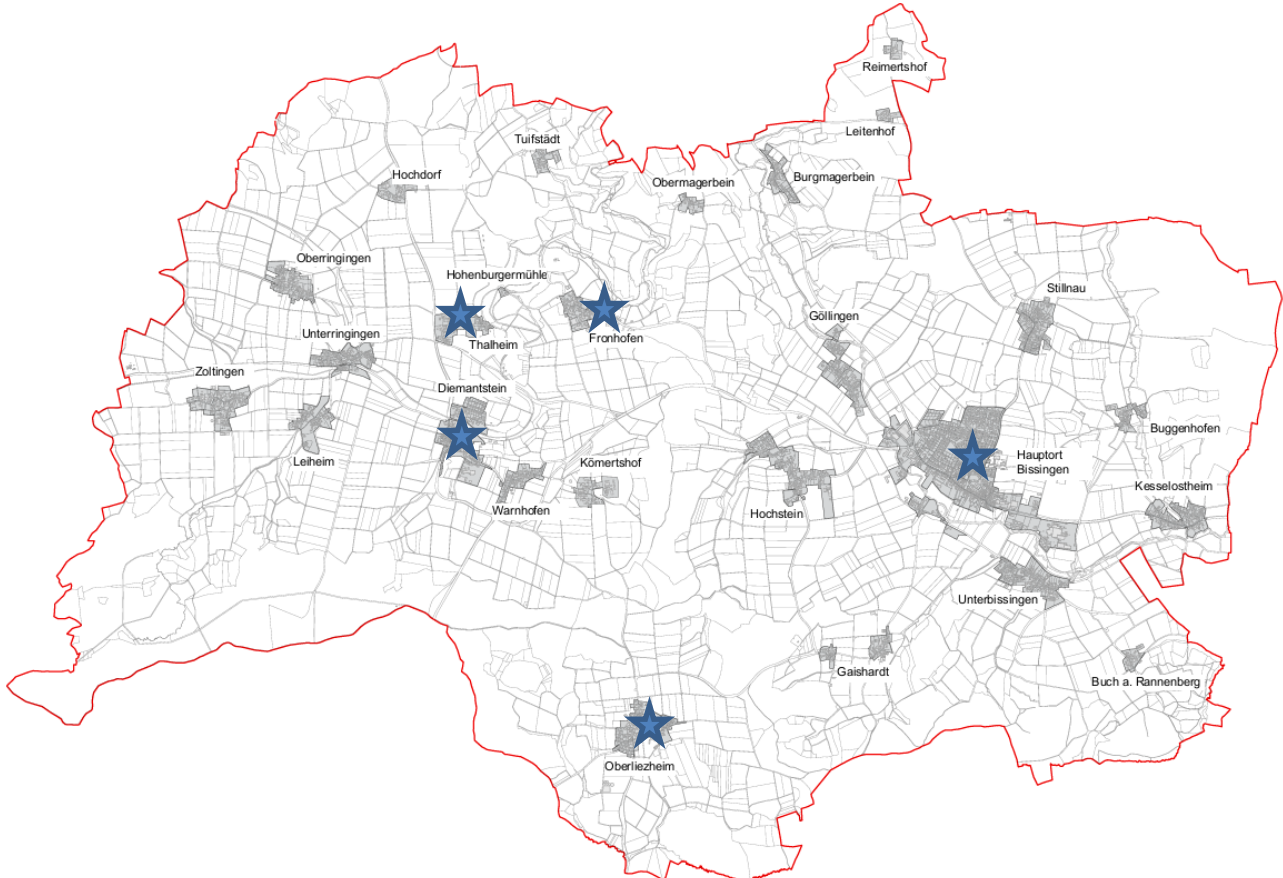 Reimertshof
Leitenhof
Tuifstädt
Hochdorf
Obermagerbein
Burgmagerbein
Oberringingen
Hohenburgermühle
Stillnau
Göllingen
Unterringingen
Thalheim
Fronhofen
Zoltingen
Diemantstein
Buggenhofen
Hauptort
Bissingen
Leiheim
Kömertshof
Kesselostheim
Warnhofen
Hochstein
Unterbissingen
Gaishardt
Buch a. Rannenberg
Oberliezheim